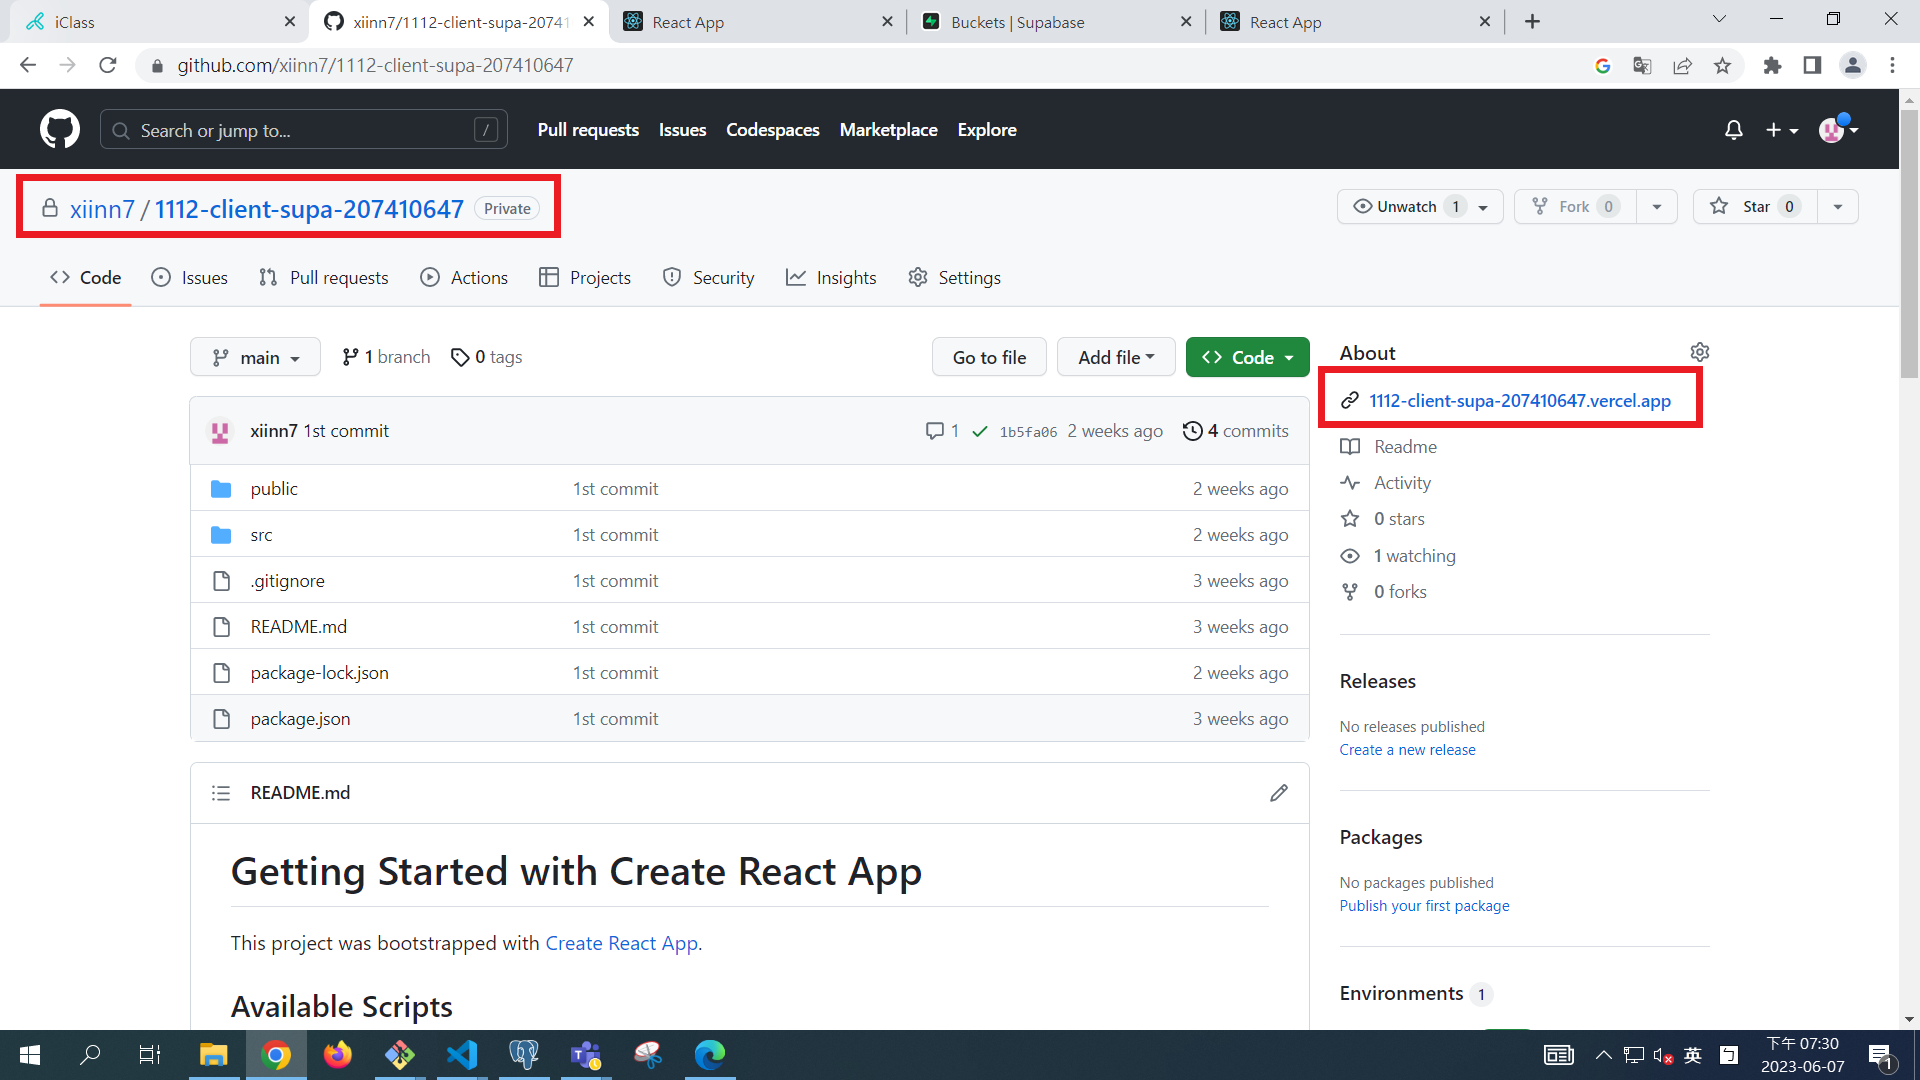 iClass
xiinn7/1112-client-supa-20741
React App
Buckets | Supabase
React App
github.com/xiinn7/1112-client-supa-207410647
Search or jump to...
/
Pull requests
Issues
Codespaces
Marketplace
Explore
xiinn7 / 1112-client-supa-207410647 Private
Unwatch 1
Fork 0
Star 0
Code
Issues
Pull requests
Actions
Projects
Security
Insights
Settings
main
1 branch
0 tags
Go to file
Add file
Code
xiinn7 1st commit
1
1b5fa06 2 weeks ago
4 commits
public 1st commit 2 weeks ago
src 1st commit 2 weeks ago
.gitignore 1st commit 3 weeks ago
README.md 1st commit 3 weeks ago
package-lock.json 1st commit 2 weeks ago
package.json 1st commit 3 weeks ago
README.md
Getting Started with Create React App
This project was bootstrapped with Create React App.
Available Scripts
About
1112-client-supa-207410647.vercel.app
Readme
Activity
0 stars
1 watching
0 forks
Releases
No releases published
Create a new release
Packages
No packages published
Publish your first package
Environments 1
英
ㄅ
下午 07:30
2023-06-07
1